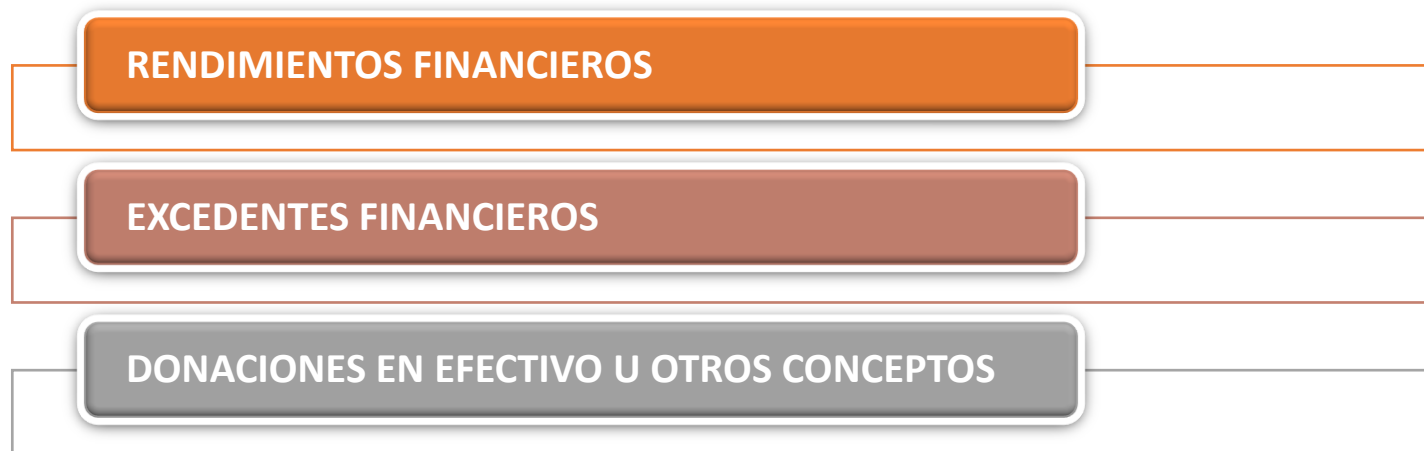 RENDIMIENTOS FINANCIEROS
EXCEDENTES FINANCIEROS
DONACIONES EN EFECTIVO U OTROS CONCEPTOS